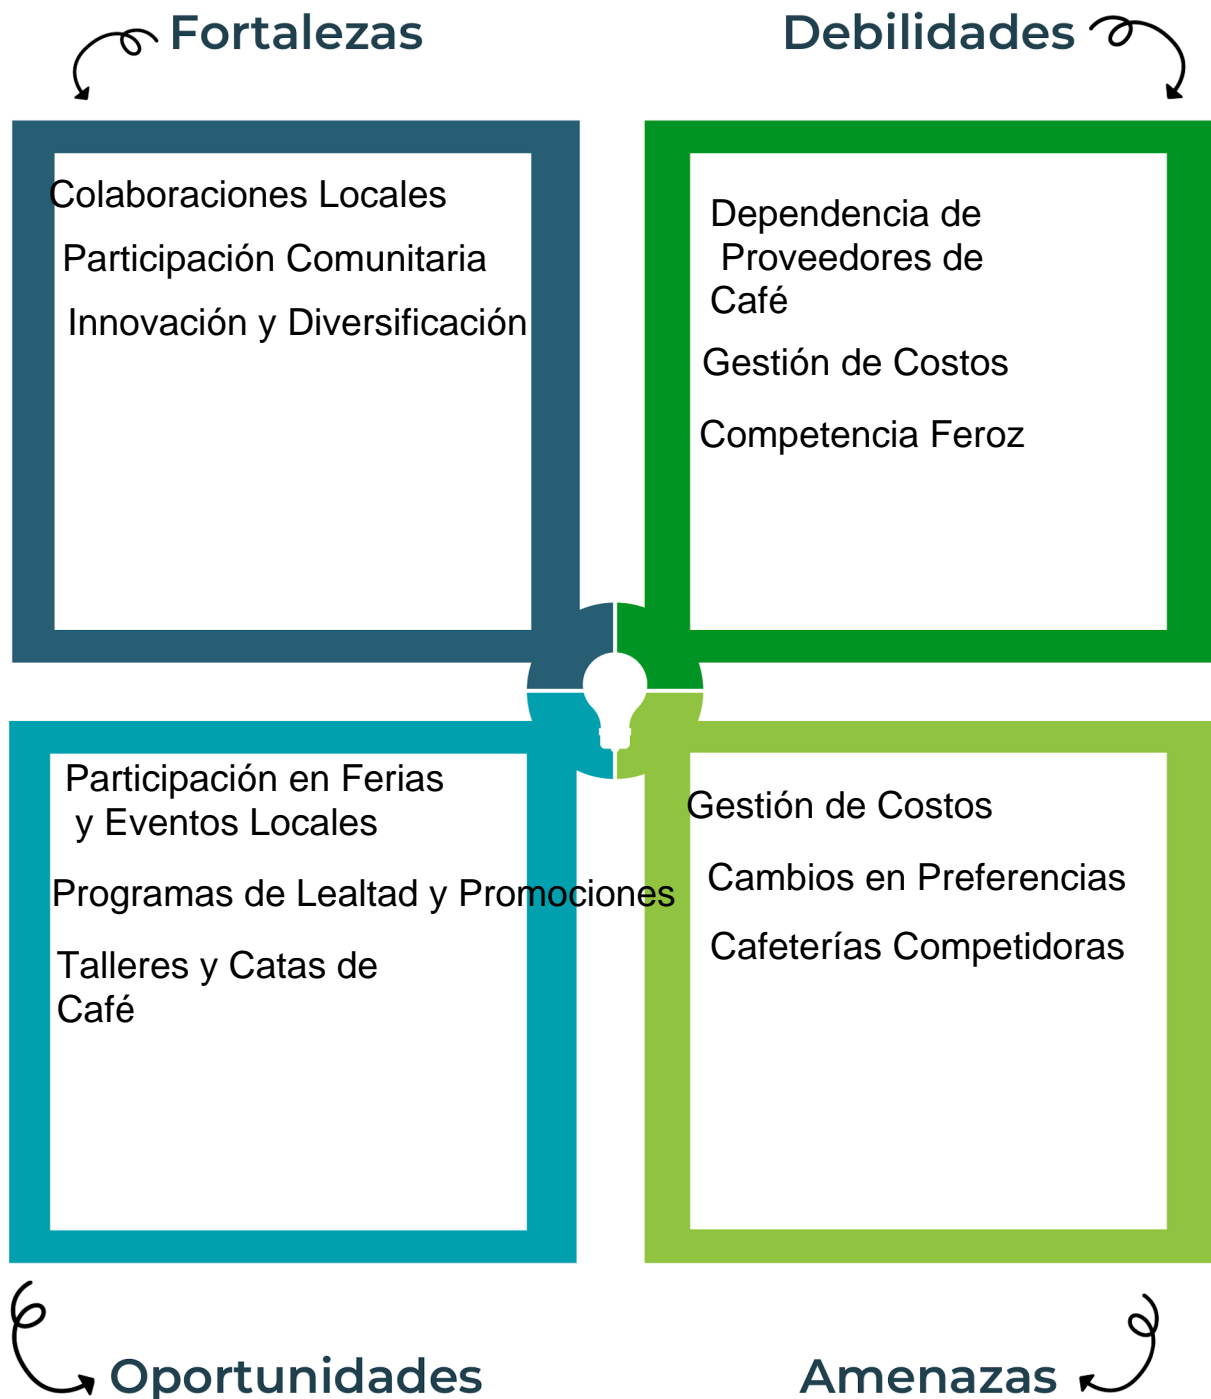 Fortalezas
Colaboraciones Locales
Participación Comunitaria
Innovación y Diversificación
Debilidades
Dependencia de
Proveedores de
Café
Gestión de Costos
Competencia Feroz
Participación en Ferias
y Eventos Locales
Programas de Lealtad y Promociones
Talleres y Catas de
Café
Oportunidades
Gestión de Costos
Cambios en Preferencias
Cafeterías Competidoras
Amenazas